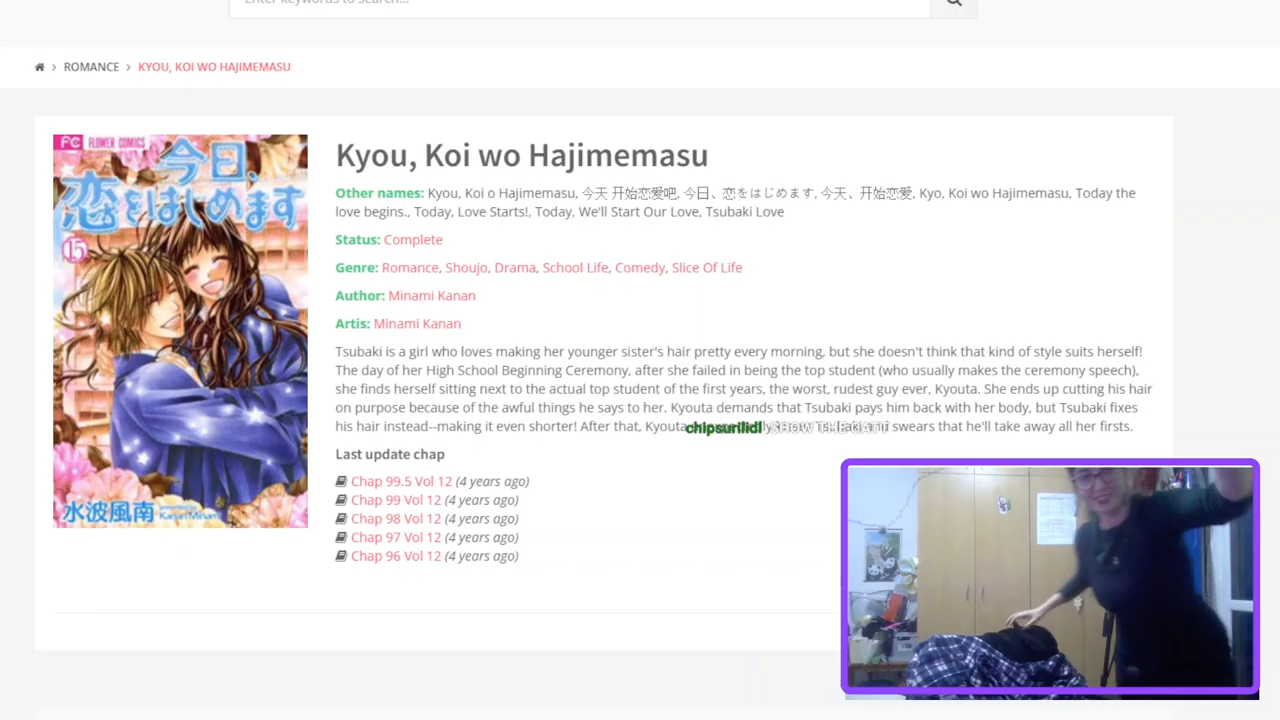 Enter keywords to search...
ROMANCE > KYOU, KOI WO HAJIMEMASU
FC FLOWER COMICS
今日、
恋をはじめます
15
水波風南
Kanan Minami
Kyou, Koi wo Hajimemasu
Other names: Kyou, Koi o Hajimemasu, 今天 开始恋爱吧, 今日、恋をはじめます, 今天、开始恋爱, Kyo, Koi wo Hajimemasu, Today the
love begins., Today, Love Starts!, Today, We'll Start Our Love, Tsubaki Love
Status: Complete
Genre: Romance, Shoujo, Drama, School Life, Comedy, Slice Of Life
Author: Minami Kanan
Artis: Minami Kanan
Tsubaki is a girl who loves making her younger sister's hair pretty every morning, but she doesn't think that kind of style suits herself!
The day of her High School Beginning Ceremony, after she failed in being the top student (who usually makes the ceremony speech),
she finds herself sitting next to the actual top student of the first years, the worst, rudest guy ever, Kyouta. She ends up cutting his hair
on purpose because of the awful things he says to her. Kyouta demands that Tsubaki pays him back with her body, but Tsubaki fixes
his hair instead--making it even shorter! After that, Kyouta swears that he'll take away all her firsts.
chipsunlidl SHOW THE CAT!
Last update chap
Chap 99.5 Vol 12 (4 years ago)
Chap 99 Vol 12 (4 years ago)
Chap 98 Vol 12 (4 years ago)
Chap 97 Vol 12 (4 years ago)
Chap 96 Vol 12 (4 years ago)